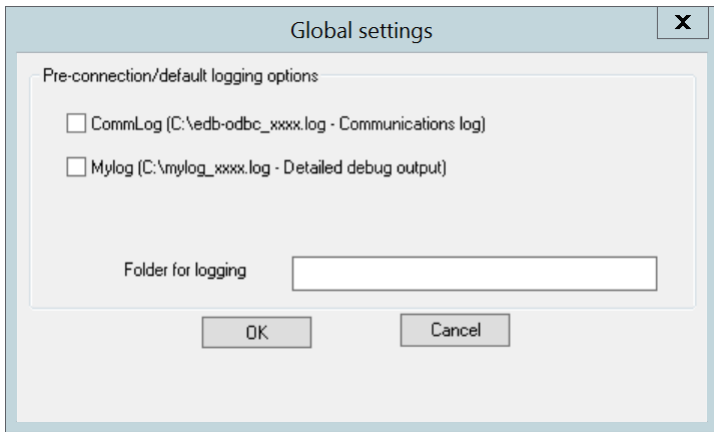 Global settings
X
Pre-connection/default logging options
CommLog (C:\edb-odbc_xxxx.log - Communications log)
Mylog (C:\mylog_xxxx.log - Detailed debug output)
Folder for logging
OK
Cancel